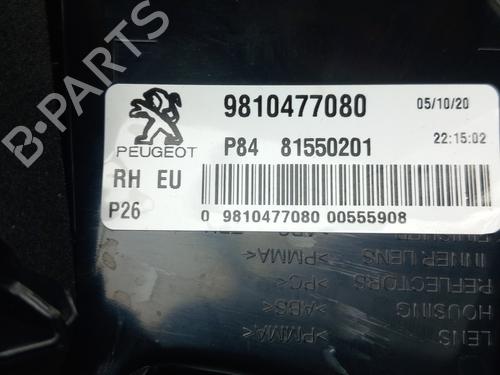 B-PARTS
PEUGEOT
9810477080
05/10/20
P84 81550201
22:15:02
RH EU
P26
0 9810477080 00555908
INNER LENS >PMMA<
REFLECTORS >PC<
HOUSING >ABS<
LENS >PMMA<